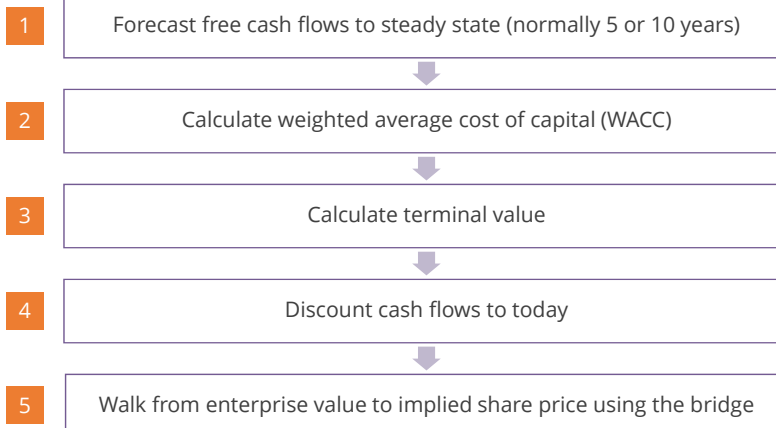 1 Forecast free cash flows to steady state (normally 5 or 10 years)
2 Calculate weighted average cost of capital (WACC)
3 Calculate terminal value
4 Discount cash flows to today
5 Walk from enterprise value to implied share price using the bridge